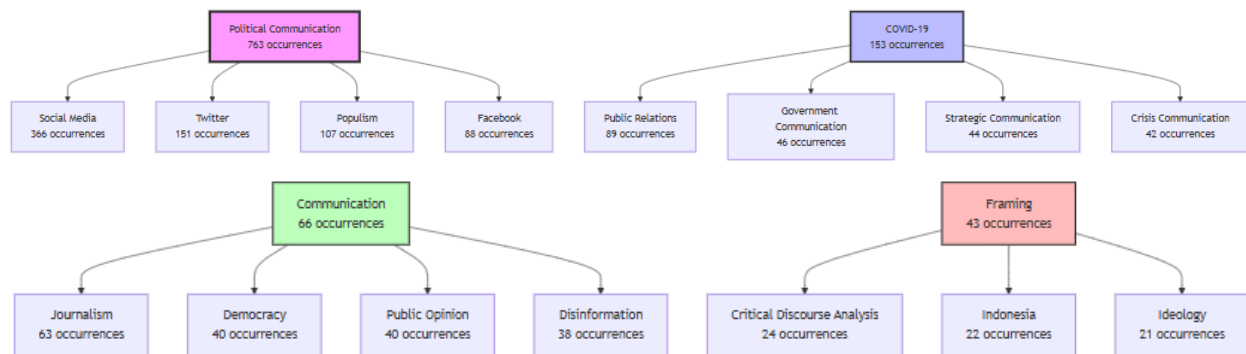 Political Communication
763 occurrences
COVID-19
153 occurrences
Social Media
366 occurrences
Twitter
151 occurrences
Populism
107 occurrences
Facebook
88 occurrences
Public Relations
89 occurrences
Government
Communication
46 occurrences
Strategic Communication
44 occurrences
Crisis Communication
42 occurrences
Communication
66 occurrences
Framing
43 occurrences
Journalism
63 occurrences
Democracy
40 occurrences
Public Opinion
40 occurrences
Disinformation
38 occurrences
Critical Discourse Analysis
24 occurrences
Indonesia
22 occurrences
Ideology
21 occurrences